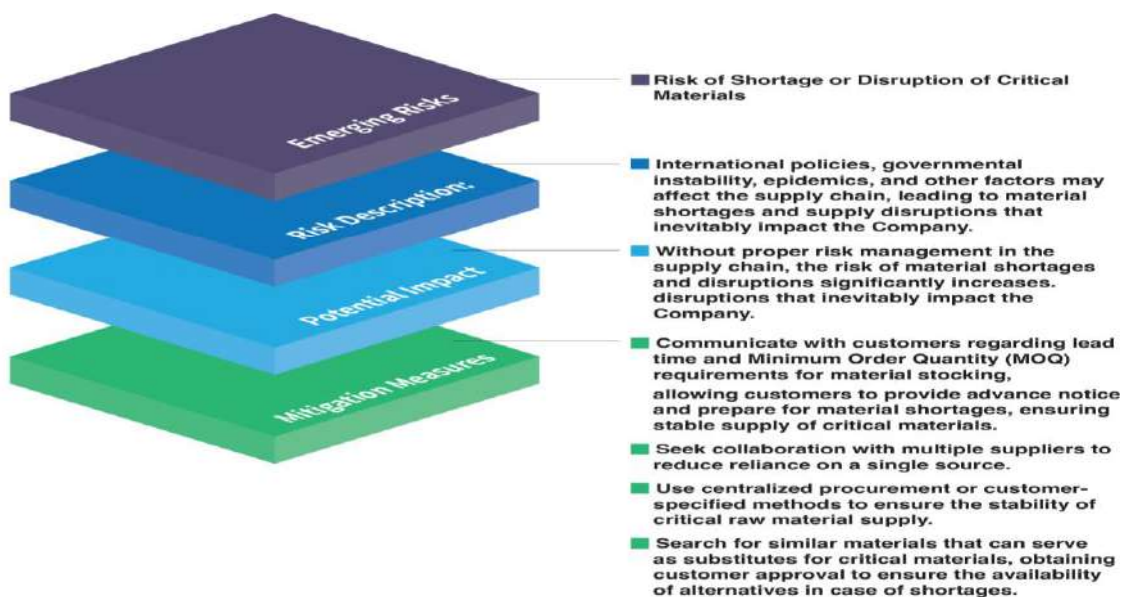 Emerging Risks
Risk of Shortage or Disruption of Critical
Materials
Risk Description:
International policies, governmental
instability, epidemics, and other factors may
affect the supply chain, leading to material
shortages and supply disruptions that
inevitably impact the Company.
Potential Impact
Without proper risk management in the
supply chain, the risk of material shortages
and disruptions significantly increases.
disruptions that inevitably impact the
Company.
Mitigation Measures
Communicate with customers regarding lead
time and Minimum Order Quantity (MOQ)
requirements for material stocking,
allowing customers to provide advance notice
and prepare for material shortages, ensuring
stable supply of critical materials.
Seek collaboration with multiple suppliers to
reduce reliance on a single source.
Use centralized procurement or customer-
specified methods to ensure the stability of
critical raw material supply.
Search for similar materials that can serve
as substitutes for critical materials, obtaining
customer approval to ensure the availability
of alternatives in case of shortages.